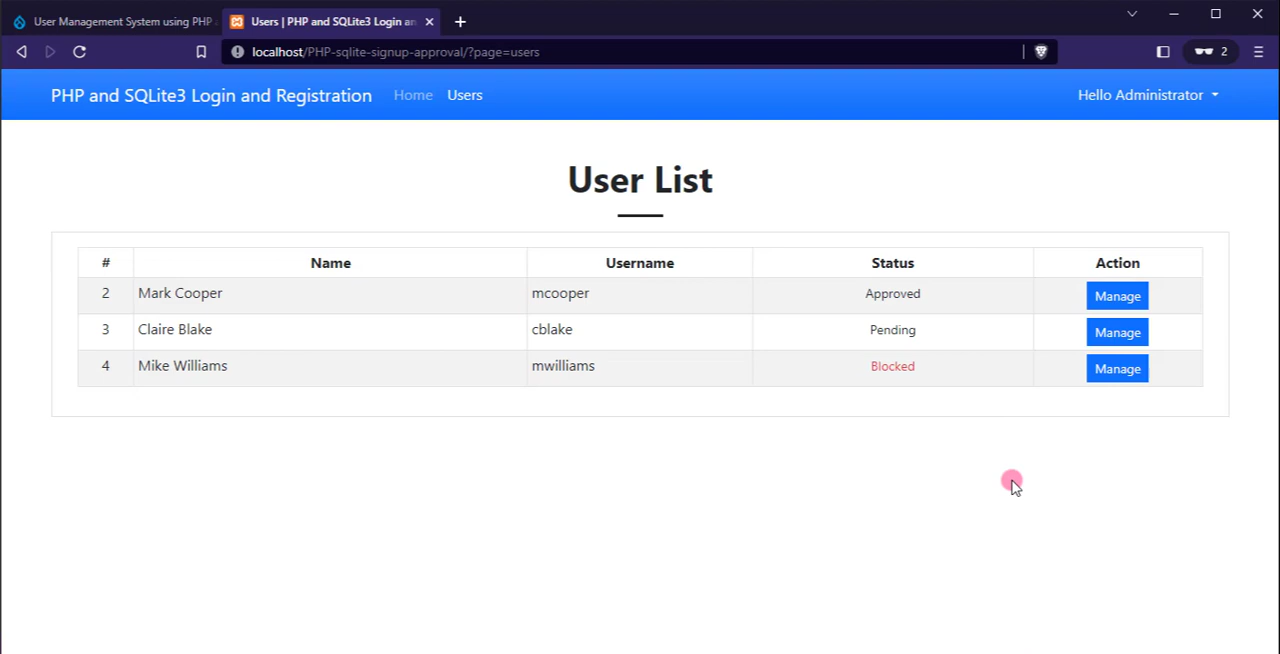 User Management System using PHP a
Users | PHP and SQLite3 Login an
localhost/PHP-sqlite-signup-approval/?page=users
2
PHP and SQLite3 Login and Registration Home Users Hello Administrator
User List
# Name Username Status Action
2 Mark Cooper mcooper Approved Manage
3 Claire Blake cblake Pending Manage
4 Mike Williams mwilliams Blocked Manage